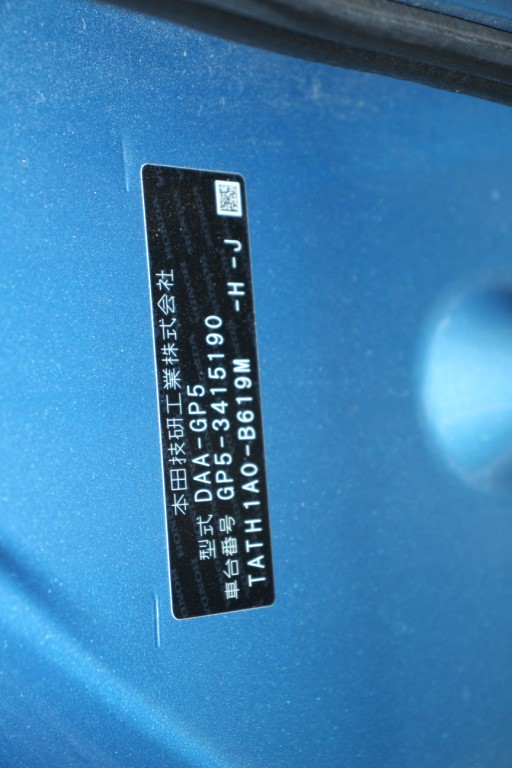 本田技研工業株式会社
型式 DAA-GP5
車台番号 GP5-3415190
TATH1A0-B619M -H -J